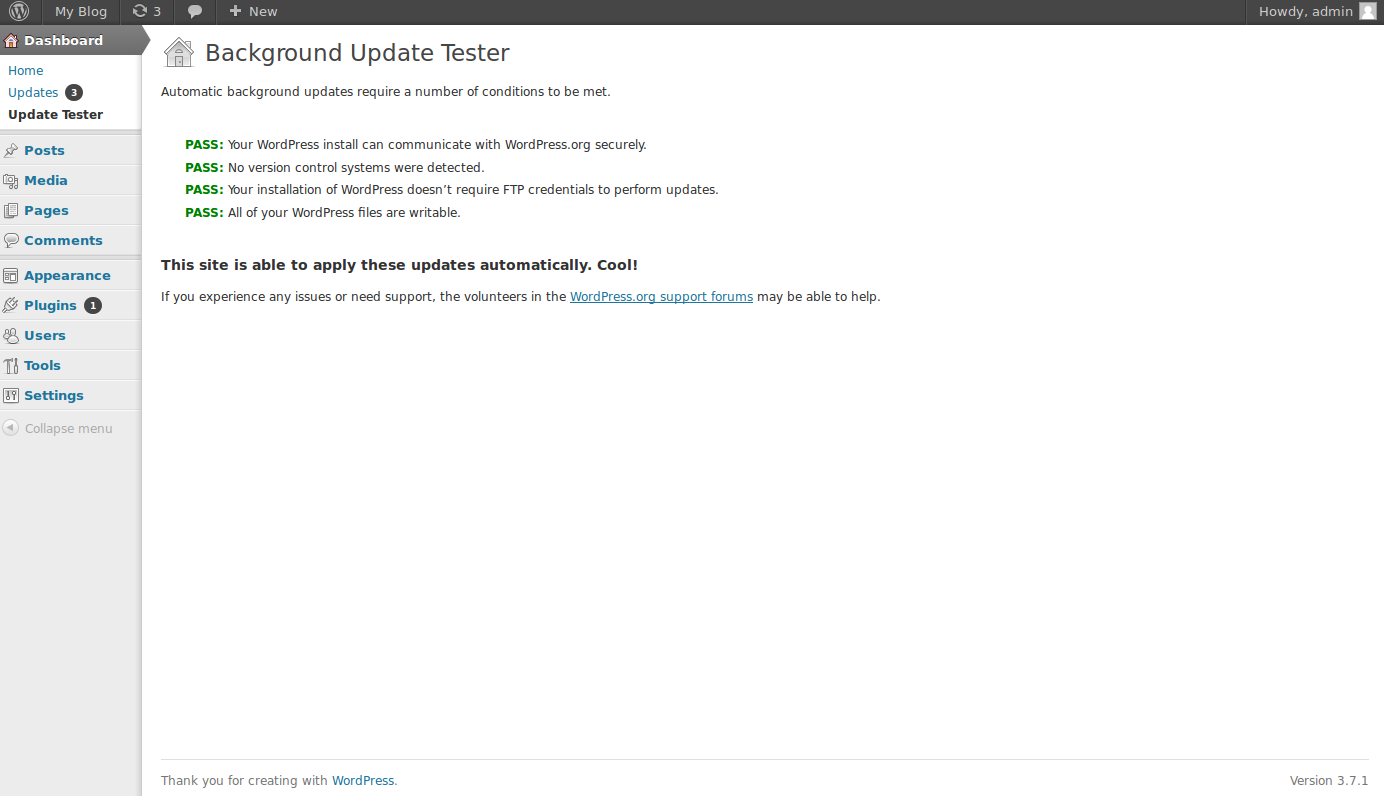 My Blog 3 New Howdy, admin
Dashboard
Home
Updates 3
Update Tester
Posts
Media
Pages
Comments
Appearance
Plugins 1
Users
Tools
Settings
Collapse menu
Background Update Tester
Automatic background updates require a number of conditions to be met.
PASS: Your WordPress install can communicate with WordPress.org securely.
PASS: No version control systems were detected.
PASS: Your installation of WordPress doesn’t require FTP credentials to perform updates.
PASS: All of your WordPress files are writable.
This site is able to apply these updates automatically. Cool!
If you experience any issues or need support, the volunteers in the WordPress.org support forums may be able to help.
Thank you for creating with WordPress. Version 3.7.1